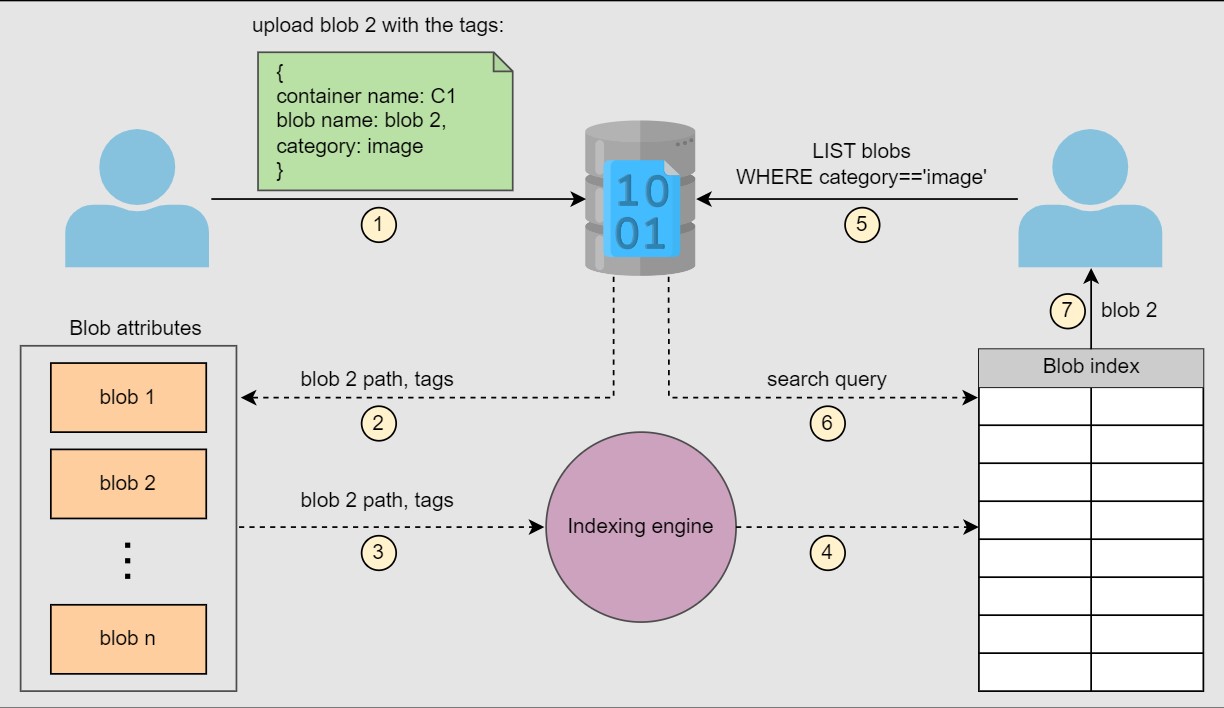 upload blob 2 with the tags:
{
container name: C1
blob name: blob 2,
category: image
}
1
10
01
LIST blobs
WHERE category=='image'
5
7
blob 2
Blob attributes
blob 1
blob 2
blob n
blob 2 path, tags
2
search query
6
blob 2 path, tags
3
Indexing engine
4
Blob index